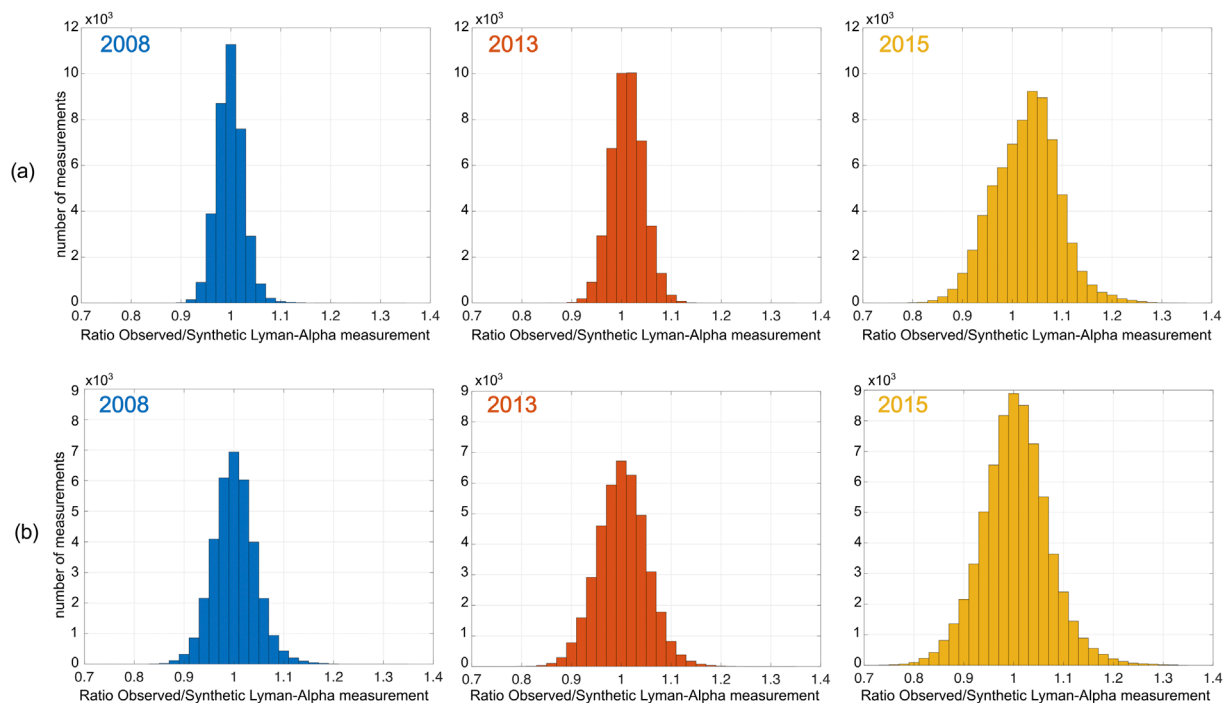 (a)
x10³
2008
12
10
8
6
4
2
0
number of measurements
0.7 0.8 0.9 1 1.1 1.2 1.3 1.4
Ratio Observed/Synthetic Lyman-Alpha measurement
x10³
2013
12
10
8
6
4
2
0
0.7 0.8 0.9 1 1.1 1.2 1.3 1.4
Ratio Observed/Synthetic Lyman-Alpha measurement
x10³
2015
12
10
8
6
4
2
0
0.7 0.8 0.9 1 1.1 1.2 1.3 1.4
Ratio Observed/Synthetic Lyman-Alpha measurement
(b)
x10³
2008
9
8
7
6
5
4
3
2
1
0
number of measurements
0.7 0.8 0.9 1 1.1 1.2 1.3 1.4
Ratio Observed/Synthetic Lyman-Alpha measurement
x10³
2013
9
8
7
6
5
4
3
2
1
0
0.7 0.8 0.9 1 1.1 1.2 1.3 1.4
Ratio Observed/Synthetic Lyman-Alpha measurement
x10³
2015
9
8
7
6
5
4
3
2
1
0
0.7 0.8 0.9 1 1.1 1.2 1.3 1.4
Ratio Observed/Synthetic Lyman-Alpha measurement